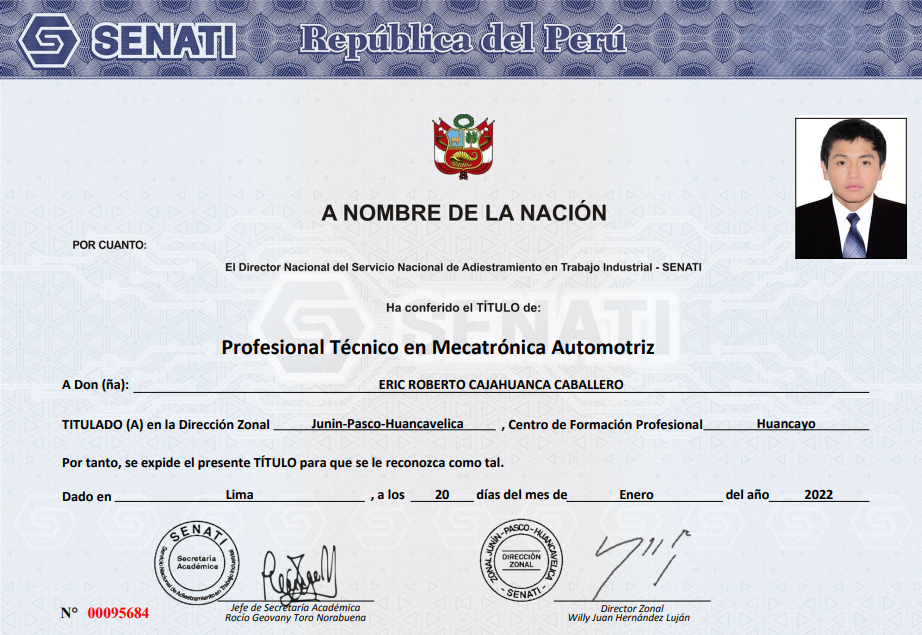 SENATI República del Perú
A NOMBRE DE LA NACIÓN
POR CUANTO:
El Director Nacional del Servicio Nacional de Adiestramiento en Trabajo Industrial - SENATI
Ha conferido el TÍTULO de:
SENATI
Profesional Técnico en Mecatrónica Automotriz
A Don (ña): ERIC ROBERTO CAJAHUANCA CABALLERO
TITULADO (A) en la Dirección Zonal Junin-Pasco-Huancavelica , Centro de Formación Profesional Huancayo
Por tanto, se expide el presente TÍTULO para que se le reconozca como tal.
Dado en Lima , a los 20 días del mes de Enero del año 2022
SENATI
Secretaria
Académica
Servicio Nacional de Adiestramiento en Trabajo Industrial
ZONAL JUNÍN-PASCO-HUANCAVELICA
DIRECCIÓN
ZONAL
- SENATI -
Jefe de Secretaría Académica
Rocío Geovany Toro Norabuena
Director Zonal
Willy Juan Hernández Luján
N° 00095684